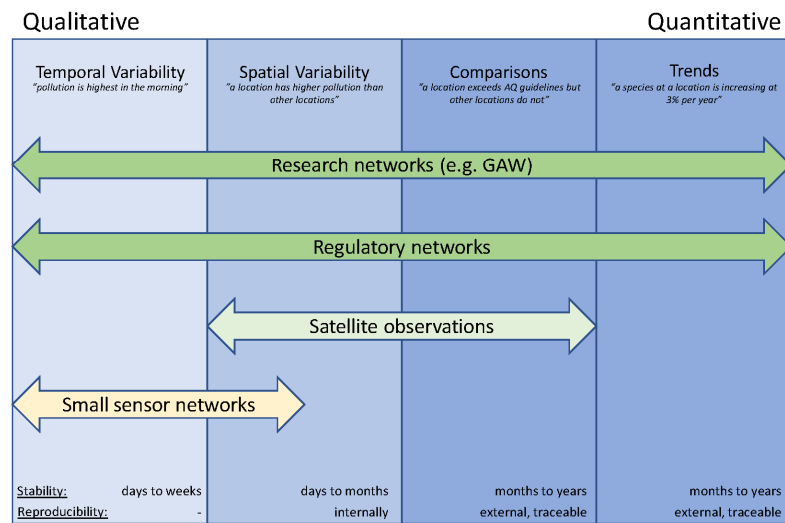 Qualitative Quantitative
Temporal Variability Spatial Variability Comparisons Trends
“pollution is highest in the morning” “a location has higher pollution than “a location exceeds AQ guidelines but “a species at a location is increasing at
other locations” other locations do not” 3% per year”
Research networks (e.g. GAW)
Regulatory networks
Satellite observations
Small sensor networks
Stability: days to weeks days to months months to years months to years
Reproducibility: - internally external, traceable external, traceable